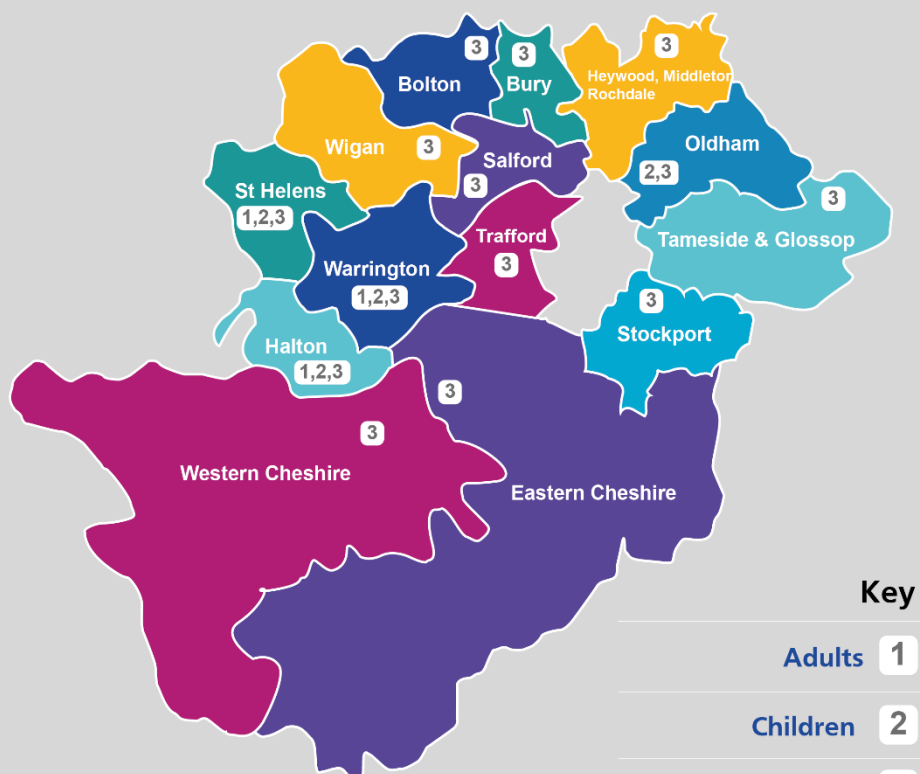 3
Bolton
3
Bury
3
Heywood, Middleton
Rochdale
Wigan
3
Salford
3
Oldham
2,3
St Helens
1,2,3
3
Tameside & Glossop
Trafford
3
Warrington
1,2,3
3
Stockport
Halton
1,2,3
3
3
Western Cheshire
Eastern Cheshire
Key
Adults 1
Children 2